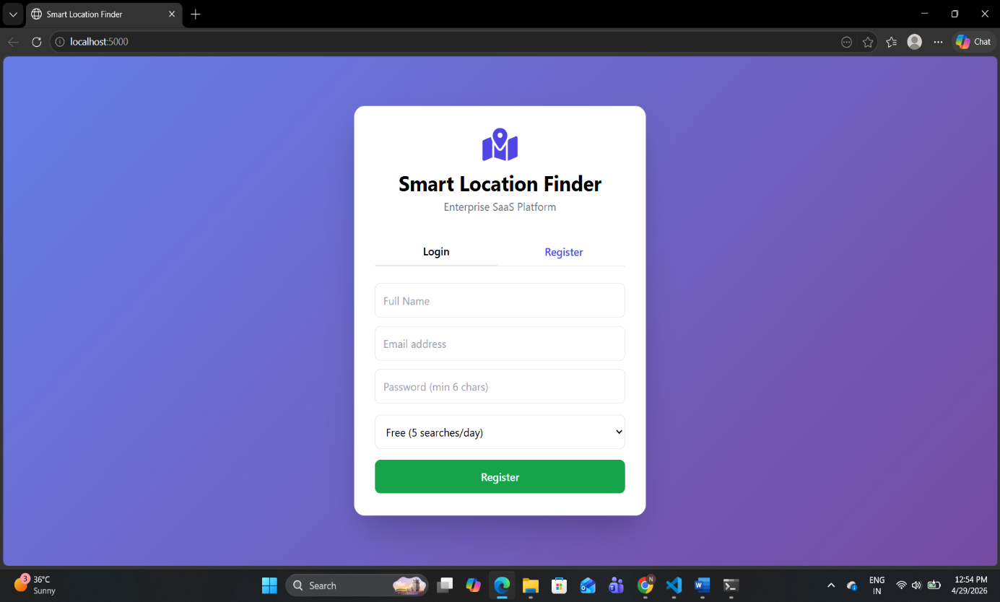 Smart Location Finder
localhost:5000
Chat
Smart Location Finder
Enterprise SaaS Platform
Login
Register
Full Name
Email address
Password (min 6 chars)
Free (5 searches/day)
Register
3
36°C
Sunny
Search
N
ENG
IN
12:54 PM
4/29/2026